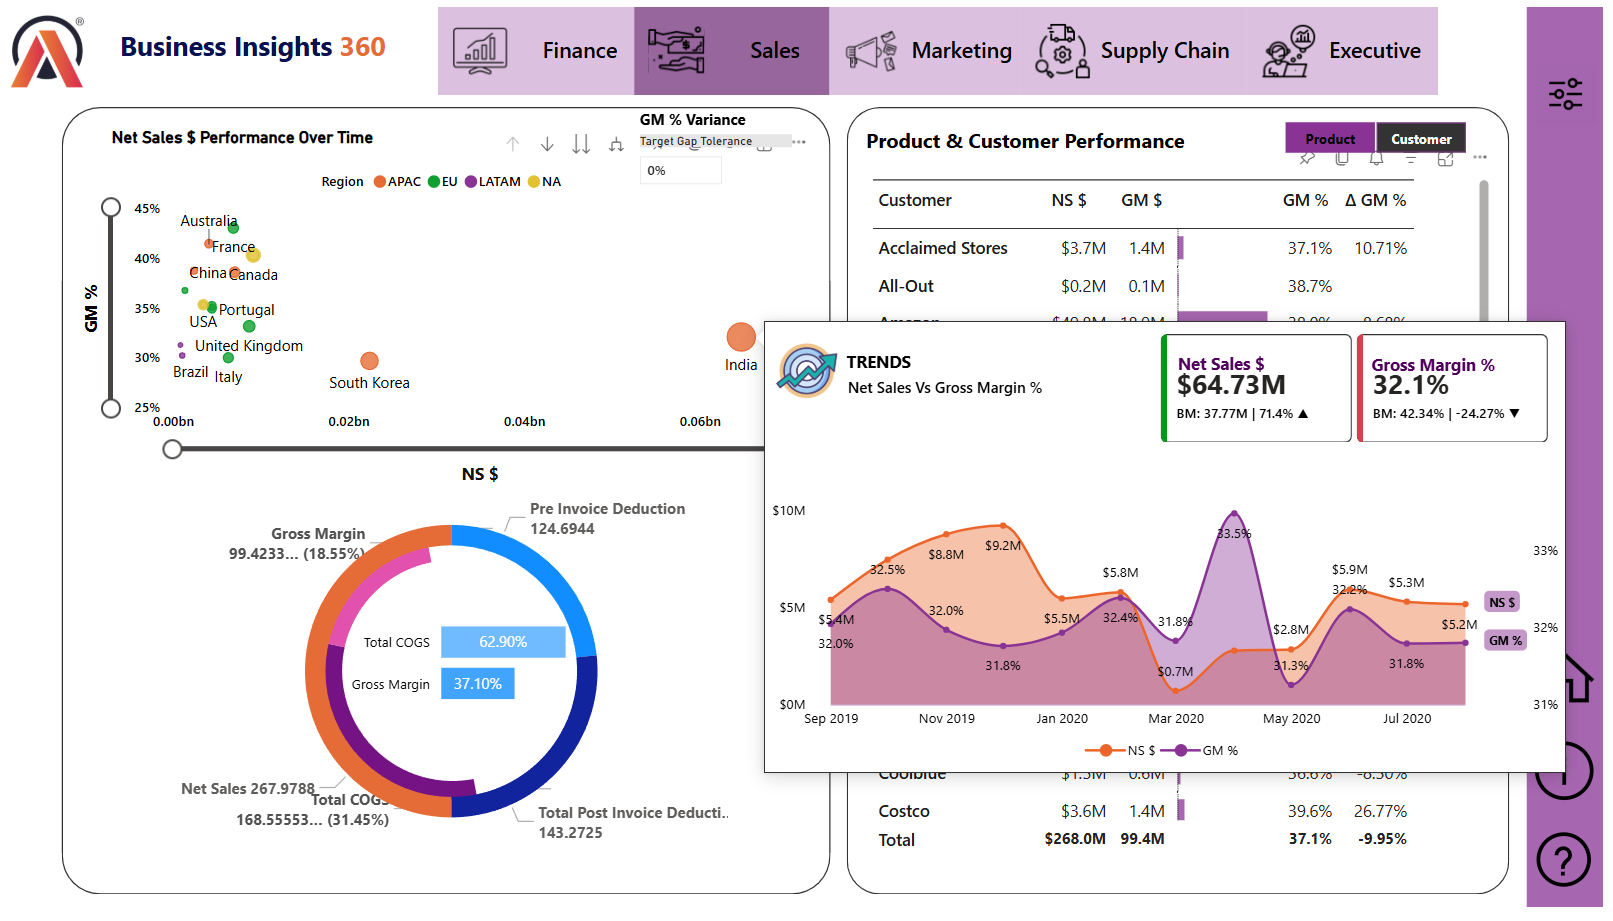 ®
Business Insights 360
Finance
Sales
Marketing
Supply Chain
Executive
Net Sales $ Performance Over Time
GM % Variance
Target Gap Tolerance
0%
Region APAC EU LATAM NA
GM %
45%
40%
35%
30%
25%
Australia
France
China
Canada
Portugal
USA
United Kingdom
Brazil
Italy
South Korea
India
0.00bn
0.02bn
0.04bn
0.06bn
NS $
Pre Invoice Deduction
124.6944
Gross Margin
99.4233... (18.55%)
Total COGS 62.90%
Gross Margin 37.10%
Net Sales 267.9788
Total COGS
168.55553... (31.45%)
Total Post Invoice Deducti..
143.2725
Product & Customer Performance
Product
Customer
Customer NS $ GM $ GM % Δ GM %
Acclaimed Stores $3.7M 1.4M 37.1% 10.71%
All-Out $0.2M 0.1M 38.7%
TRENDS
Net Sales Vs Gross Margin %
Net Sales $
$64.73M
BM: 37.77M | 71.4% ▲
Gross Margin %
32.1%
BM: 42.34% | -24.27% ▼
$10M
$5M
$0M
33%
32%
31%
$5.4M
32.0%
32.5%
$8.8M
32.0%
$9.2M
31.8%
$5.5M
$5.8M
32.4%
31.8%
$0.7M
33.5%
$2.8M
31.3%
$5.9M
32.2%
$5.3M
31.8%
$5.2M
NS $
GM %
Sep 2019
Nov 2019
Jan 2020
Mar 2020
May 2020
Jul 2020
NS $ GM %
Coolblue $1.5M 0.6M 36.6% -8.50%
Costco $3.6M 1.4M 39.6% 26.77%
Total $268.0M 99.4M 37.1% -9.95%
?